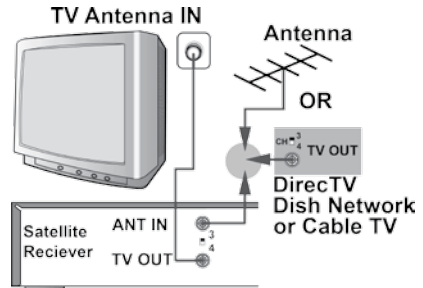 TV Antenna IN
Antenna
OR
CH 3
4
TV OUT
DirecTV
Dish Network
or Cable TV
Satellite
Reciever
ANT IN
3
4
TV OUT